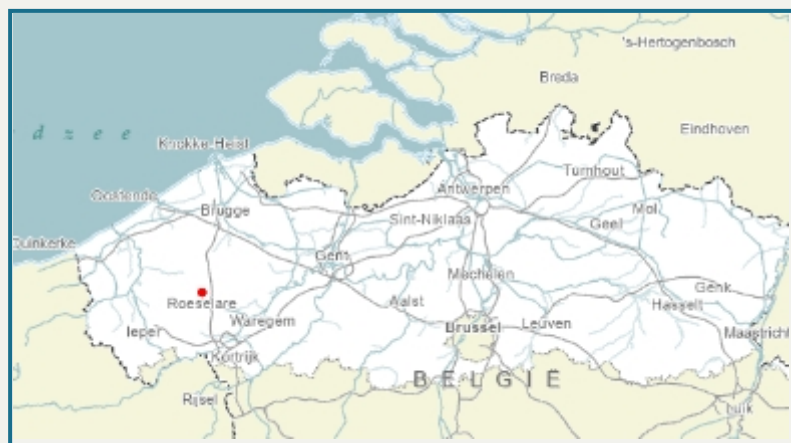 's-Hertogenbosch
Breda
d z e e
Eindhoven
Knokke-Heist
Turnhout
Antwerpen
Oostende
Mol
Brugge
Sint-Niklaas
Geel
Duinkerke
Gent
Mechelen
Genk
Roeselare
Aalst
Hasselt
Waregem
Ieper
Brussel
Leuven
Maastricht
Kortrijk
BELGIË
Rijsel
Luik